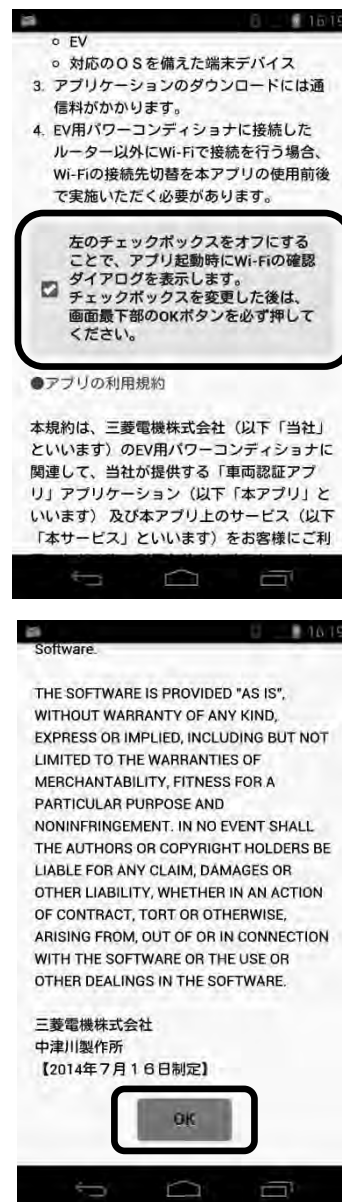 16:19
EV
対応のＯＳを備えた端末デバイス
3. アプリケーションのダウンロードには通
信料がかかります。
4. EV用パワーコンディショナに接続した
ルーター以外にWi-Fiで接続を行う場合、
Wi-Fiの接続先切替を本アプリの使用前後
で実施いただく必要があります。
左のチェックボックスをオフにする
ことで、アプリ起動時にWi-Fiの確認
ダイアログを表示します。
チェックボックスを変更した後は、
画面最下部のOKボタンを必ず押して
ください。
●アプリの利用規約
本規約は、三菱電機株式会社（以下「当社」
といいます）のEV用パワーコンディショナに
関連して、当社が提供する「車両認証アプ
リ」アプリケーション（以下「本アプリ」と
いいます） 及び本アプリ上のサービス（以下
「本サービス」といいます）をお客様にご利
16:19
Software.
THE SOFTWARE IS PROVIDED "AS IS",
WITHOUT WARRANTY OF ANY KIND,
EXPRESS OR IMPLIED, INCLUDING BUT NOT
LIMITED TO THE WARRANTIES OF
MERCHANTABILITY, FITNESS FOR A
PARTICULAR PURPOSE AND
NONINFRINGEMENT. IN NO EVENT SHALL
THE AUTHORS OR COPYRIGHT HOLDERS BE
LIABLE FOR ANY CLAIM, DAMAGES OR
OTHER LIABILITY, WHETHER IN AN ACTION
OF CONTRACT, TORT OR OTHERWISE,
ARISING FROM, OUT OF OR IN CONNECTION
WITH THE SOFTWARE OR THE USE OR
OTHER DEALINGS IN THE SOFTWARE.
三菱電機株式会社
中津川製作所
【2014年７月１６日制定】
OK